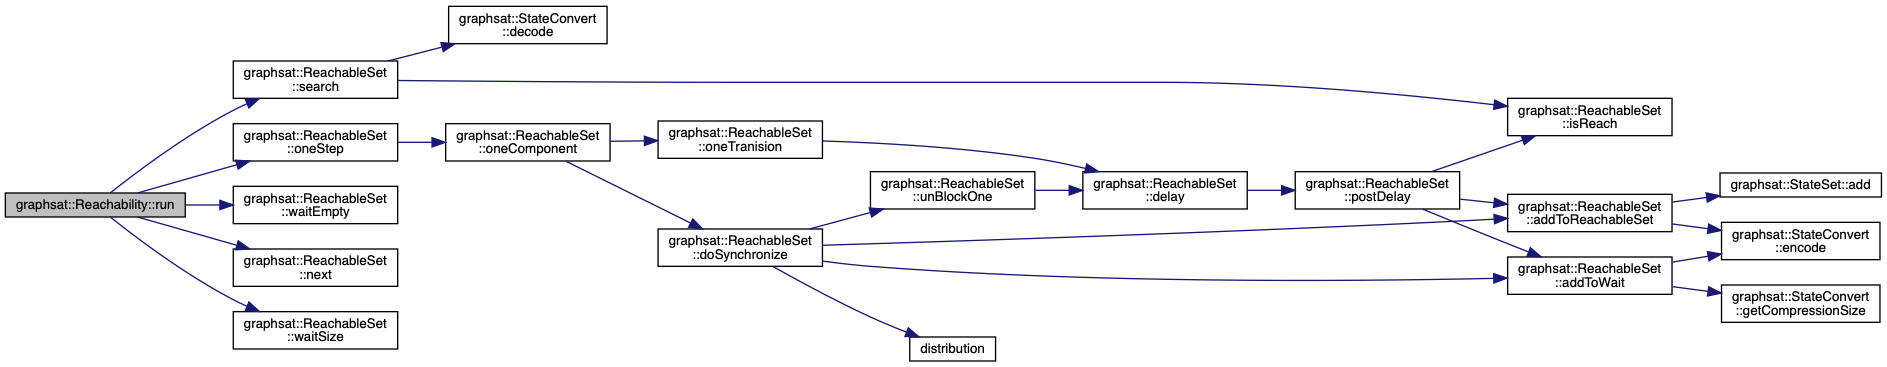 graphsat::Reachability::run
graphsat::ReachableSet
::search
graphsat::StateConvert
::decode
graphsat::ReachableSet
::isReach
graphsat::ReachableSet
::oneStep
graphsat::ReachableSet
::oneComponent
graphsat::ReachableSet
::oneTranision
graphsat::ReachableSet
::delay
graphsat::ReachableSet
::postDelay
graphsat::ReachableSet
::addToReachableSet
graphsat::StateSet::add
graphsat::StateConvert
::encode
graphsat::ReachableSet
::addToWait
graphsat::StateConvert
::getCompressionSize
graphsat::ReachableSet
::doSynchronize
graphsat::ReachableSet
::unBlockOne
distribution
graphsat::ReachableSet
::waitEmpty
graphsat::ReachableSet
::next
graphsat::ReachableSet
::waitSize